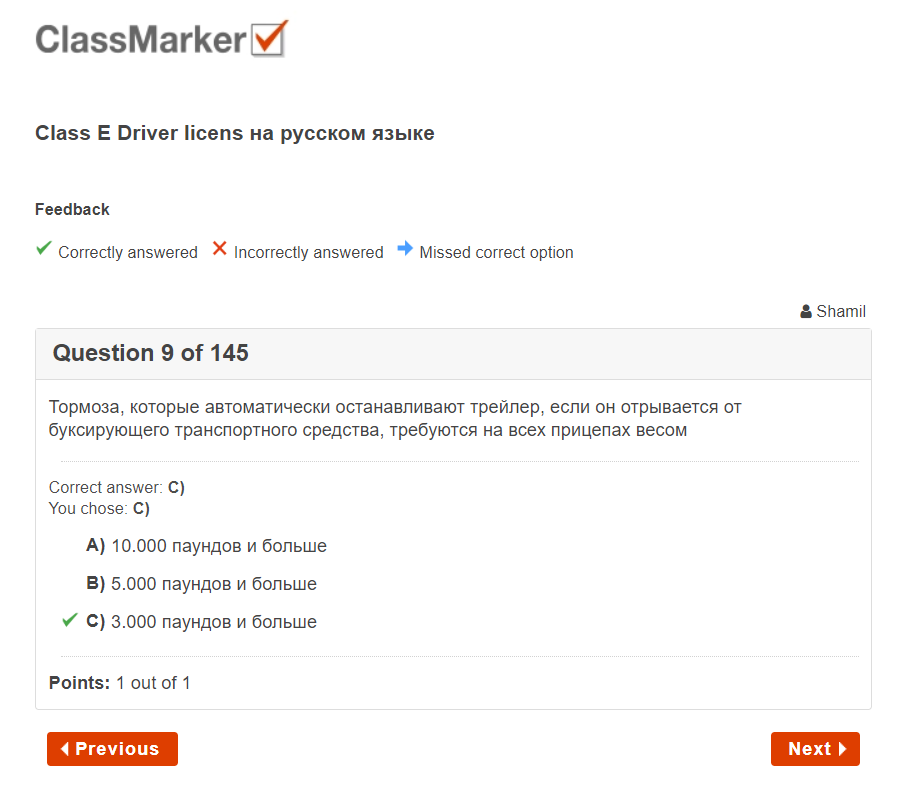 ClassMarker
Class E Driver licens на русском языке
Feedback
Correctly answered Incorrectly answered Missed correct option
Shamil
Question 9 of 145
Тормоза, которые автоматически останавливают трейлер, если он отрывается от
буксирующего транспортного средства, требуются на всех прицепах весом
Correct answer: C)
You chose: C)
A) 10.000 паундов и больше
B) 5.000 паундов и больше
C) 3.000 паундов и больше
Points: 1 out of 1
Previous
Next